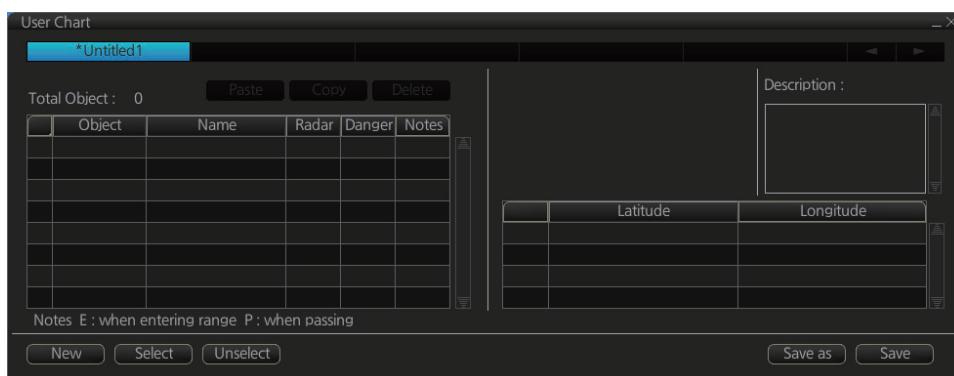 User Chart
*Untitled1
Total Object : 0 Paste Copy Delete
Description :
Object Name Radar Danger Notes
Latitude Longitude
Notes E : when entering range P : when passing
New Select Unselect Save as Save